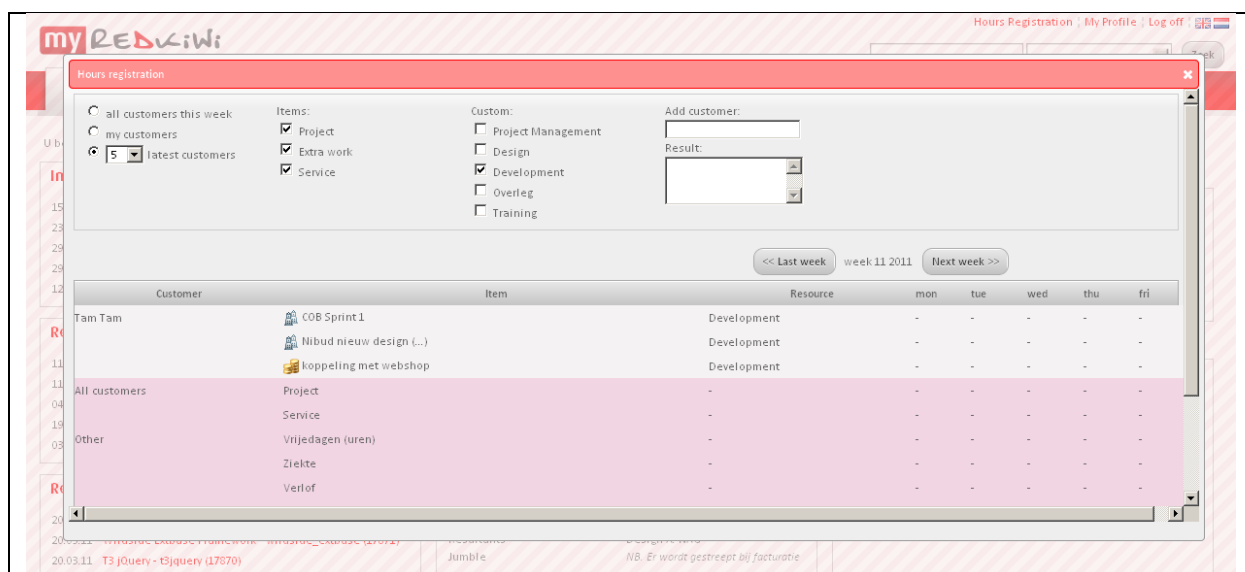 Hours Registration ¦ My Profile ¦ Log off ¦
my REDKiWi
Hours registration
all customers this week
my customers
5 latest customers
Items:
Project
Extra work
Service
Custom:
Project Management
Design
Development
Overleg
Training
Add customer:
Result:
<< Last week week 11 2011 Next week >>
Customer Item Resource mon tue wed thu fri
Tam Tam COB Sprint 1 Development - - - - -
Nibud nieuw design (...) Development - - - - -
koppeling met webshop Development - - - - -
All customers Project - - - - - -
Service - - - - - -
Other Vrijedagen (uren) - - - - - -
Ziekte - - - - - -
Verlof - - - - - -
20.03.11 T3 jQuery - t3jquery (17870) Jumble NB. Er wordt gestreept bij facturatie